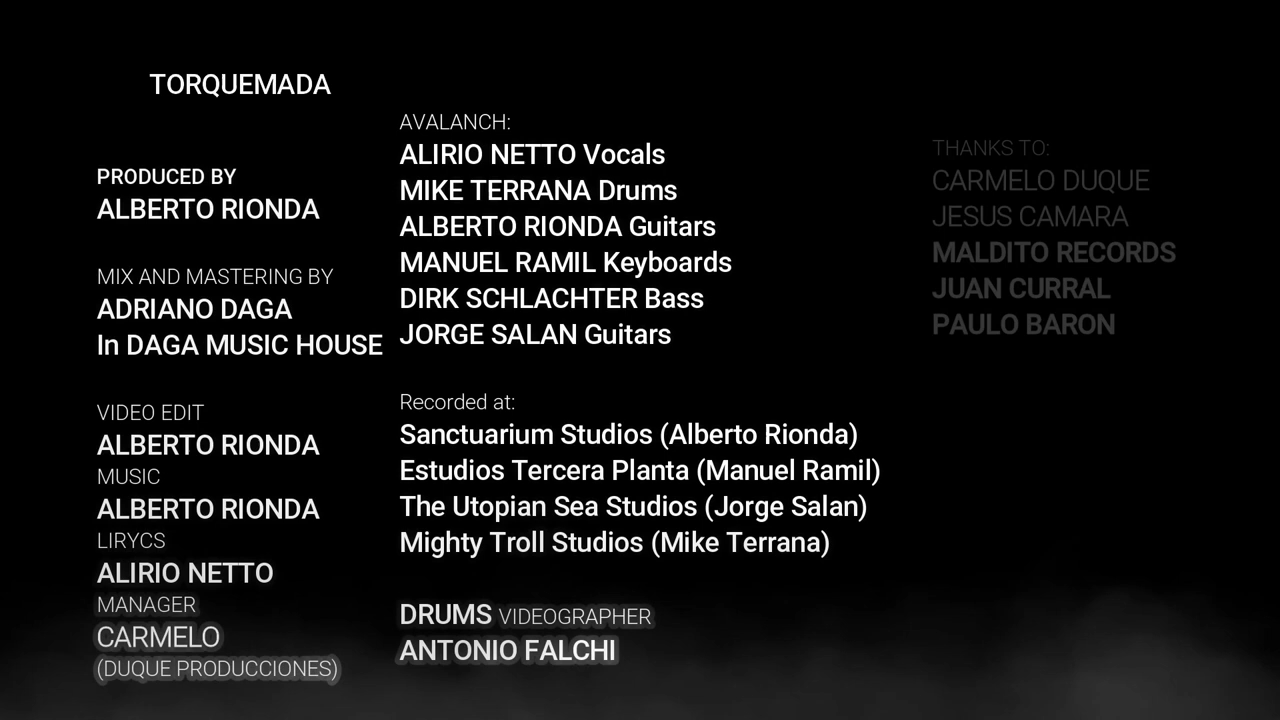 TORQUEMADA
PRODUCED BY
ALBERTO RIONDA
MIX AND MASTERING BY
ADRIANO DAGA
In DAGA MUSIC HOUSE
VIDEO EDIT
ALBERTO RIONDA
MUSIC
ALBERTO RIONDA
LIRYCS
ALIRIO NETTO
MANAGER
CARMELO
(DUQUE PRODUCCIONES)
AVALANCH:
ALIRIO NETTO Vocals
MIKE TERRANA Drums
ALBERTO RIONDA Guitars
MANUEL RAMIL Keyboards
DIRK SCHLACHTER Bass
JORGE SALAN Guitars
Recorded at:
Sanctuarium Studios (Alberto Rionda)
Estudios Tercera Planta (Manuel Ramil)
The Utopian Sea Studios (Jorge Salan)
Mighty Troll Studios (Mike Terrana)
DRUMS VIDEOGRAPHER
ANTONIO FALCHI
THANKS TO:
CARMELO DUQUE
JESUS CAMARA
MALDITO RECORDS
JUAN CURRAL
PAULO BARON